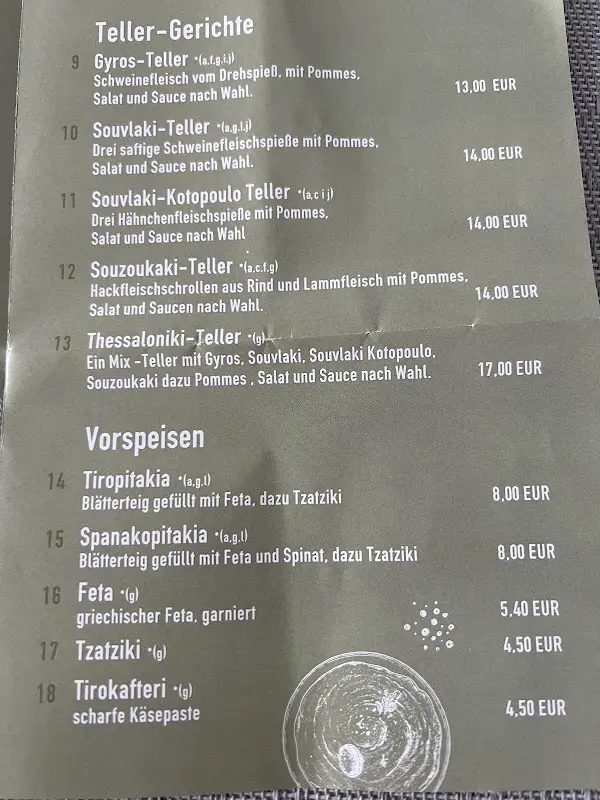 Teller-Gerichte
9 Gyros-Teller *(a.f.g.i.j)
Schweinefleisch vom Drehspieß, mit Pommes,
Salat und Sauce nach Wahl. 13,00 EUR
10 Souvlaki-Teller *(a.g.i.j)
Drei saftige Schweinefleischspieße mit Pommes,
Salat und Sauce nach Wahl. 14,00 EUR
11 Souvlaki-Kotopoulo Teller *(a,c i j)
Drei Hähnchenfleischspieße mit Pommes,
Salat und Sauce nach Wahl 14,00 EUR
12 Souzoukaki-Teller *(a.c.f.g)
Hackfleischschrollen aus Rind und Lammfleisch mit Pommes,
Salat und Saucen nach Wahl. 14,00 EUR
13 Thessaloniki-Teller *(g)
Ein Mix -Teller mit Gyros, Souvlaki, Souvlaki Kotopoulo,
Souzoukaki dazu Pommes , Salat und Sauce nach Wahl. 17,00 EUR
Vorspeisen
14 Tiropitakia *(a.g.l)
Blätterteig gefüllt mit Feta, dazu Tzatziki 8,00 EUR
15 Spanakopitakia *(a,g.l)
Blätterteig gefüllt mit Feta und Spinat, dazu Tzatziki 8,00 EUR
16 Feta *(g)
griechischer Feta, garniert 5,40 EUR
17 Tzatziki *(g) 4,50 EUR
18 Tirokafteri *(g)
scharfe Käsepaste 4,50 EUR